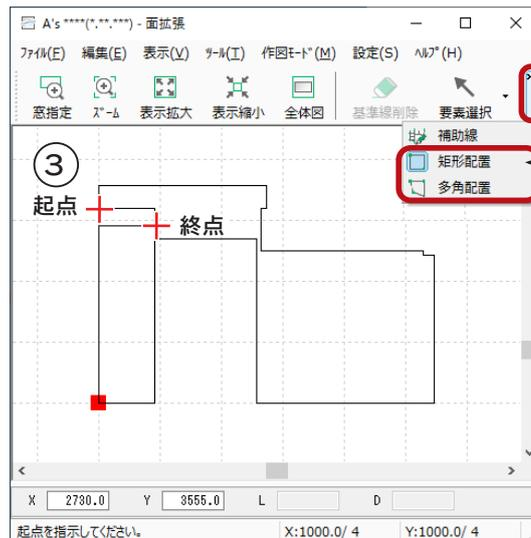 A's ****(*.**.***) - 面拡張
ファイル(F) 編集(E) 表示(V) ツール(T) 作図モード(M) 設定(S) ヘルプ(H)
窓指定 ズーム 表示拡大 表示縮小 全体図 基準線削除 要素選択
補助線
矩形配置
多角配置
③
起点
終点
X 2730.0 Y 3555.0 L D
起点を指示してください。 X:1000.0/ 4 Y:1000.0/ 4